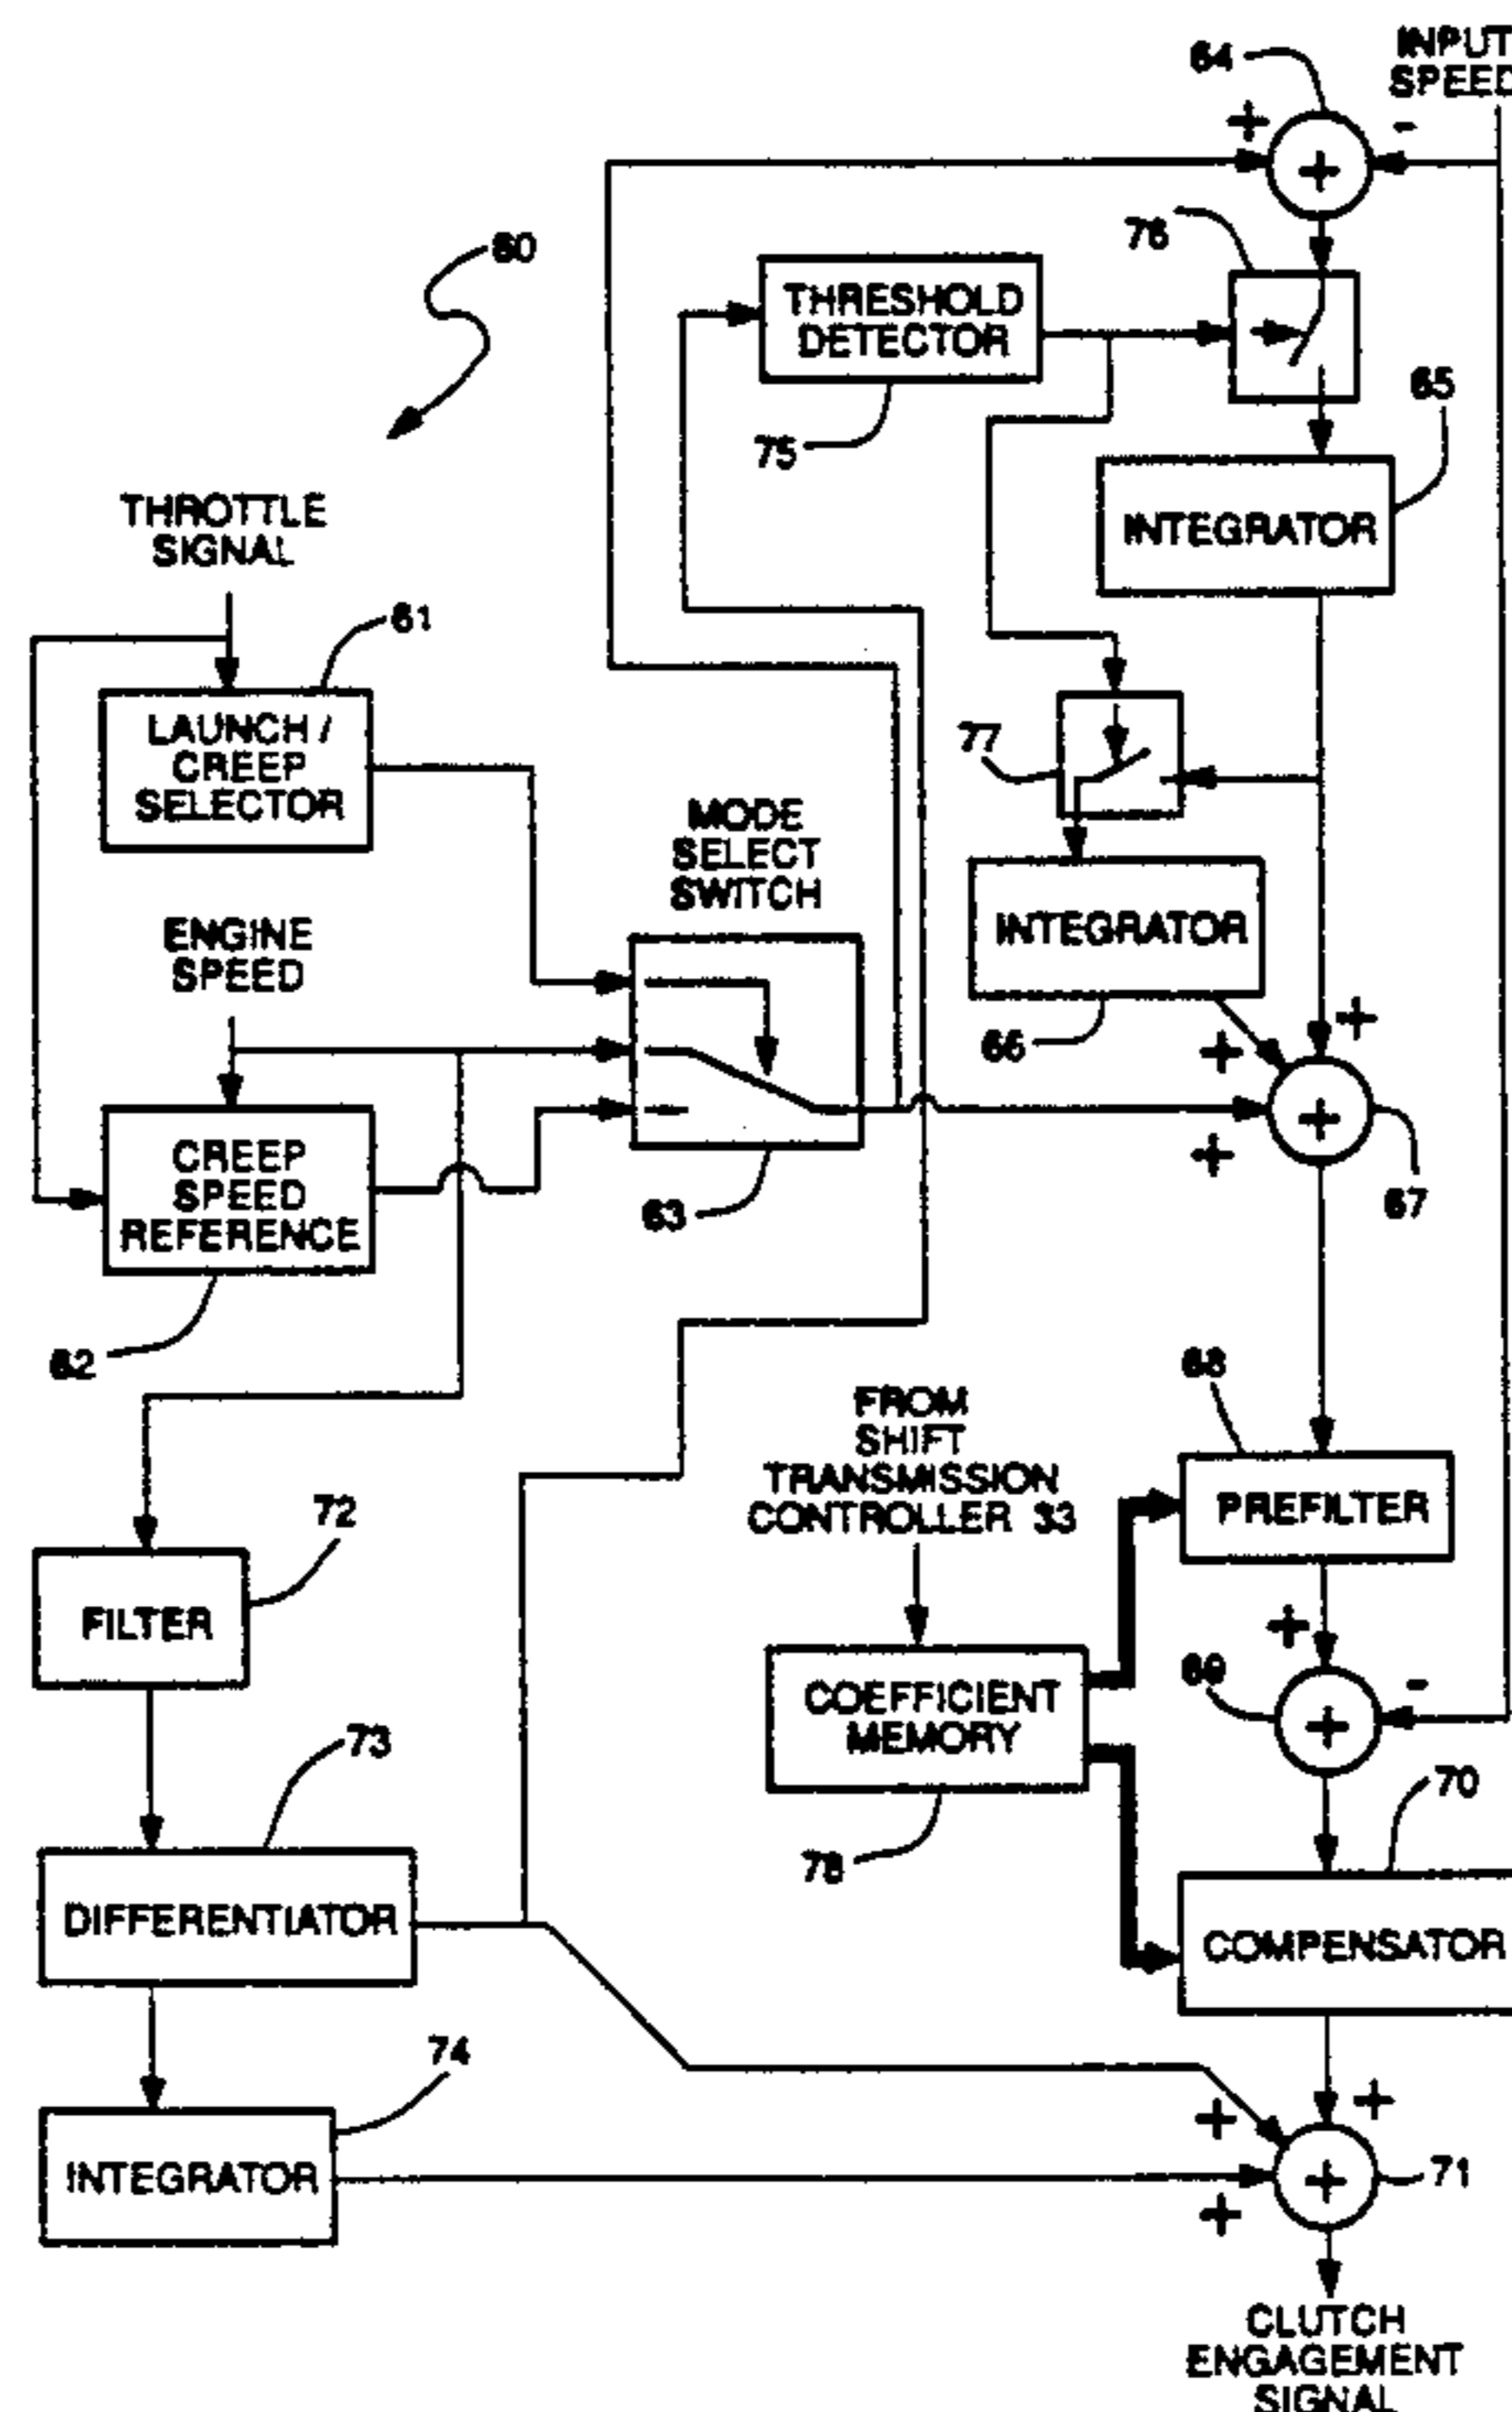 64
INPUT
SPEED
+
-
+
76
60
THRESHOLD
DETECTOR
65
75
INTEGRATOR
THROTTLE
SIGNAL
61
LAUNCH /
CREEP
SELECTOR
77
MODE
SELECT
SWITCH
ENGINE
SPEED
INTEGRATOR
66
+
+
+
+
67
CREEP
SPEED
REFERENCE
63
62
68
FROM
SHIFT
TRANSMISSION
CONTROLLER 33
PREFILTER
72
FILTER
+
69
-
+
COEFFICIENT
MEMORY
73
70
78
DIFFERENTIATOR
COMPENSATOR
74
+
+
INTEGRATOR
+
71
+
CLUTCH
ENGAGEMENT
SIGNAL